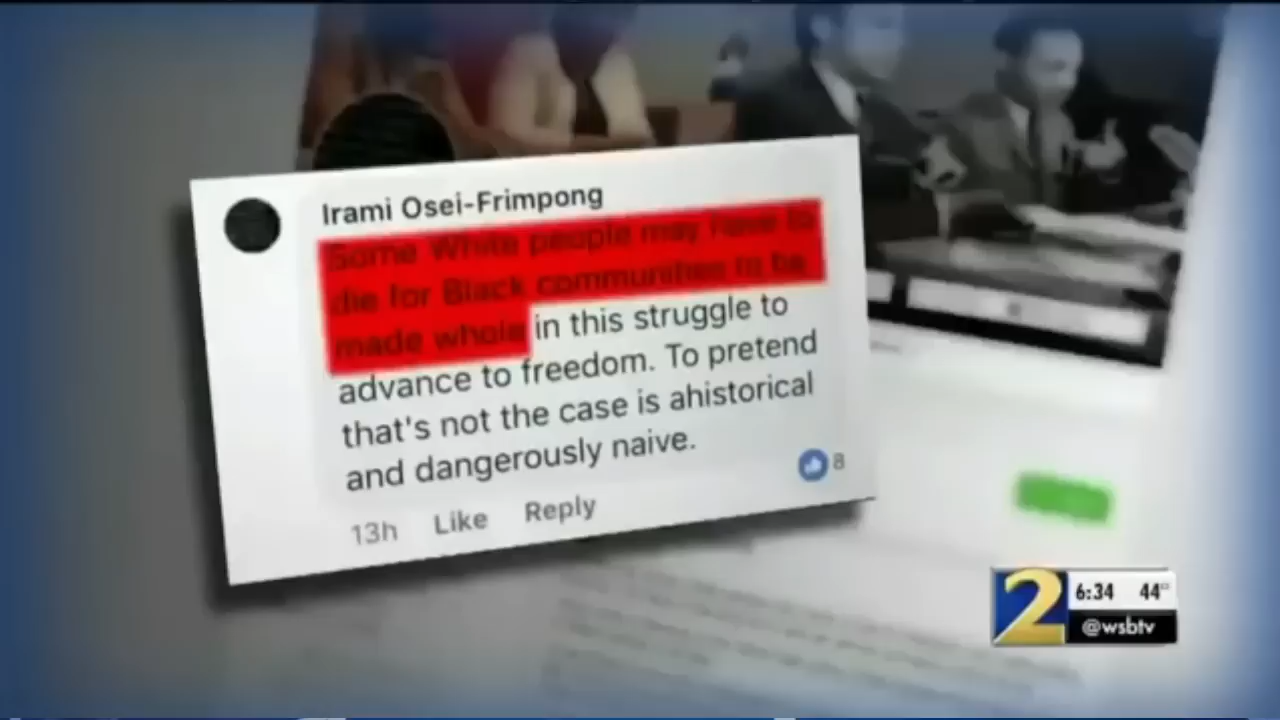 Irami Osei-Frimpong
Some White people may have to
die for Black communities to be
made whole in this struggle to
advance to freedom. To pretend
that's not the case is ahistorical
and dangerously naive.
8
13h Like Reply
2
6:34 44°
@wsbtv